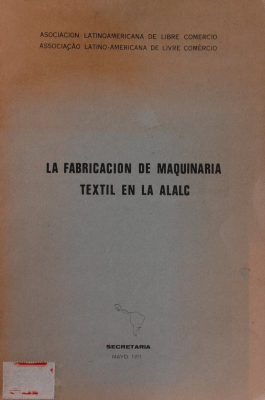 ASOCIACION LATINOAMERICANA DE LIBRE COMERCIO
ASSOCIAÇÃO LATINO-AMERICANA DE LIVRE COMÉRCIO
LA FABRICACION DE MAQUINARIA
TEXTIL EN LA ALALC
SECRETARIA
MAYO, 1971